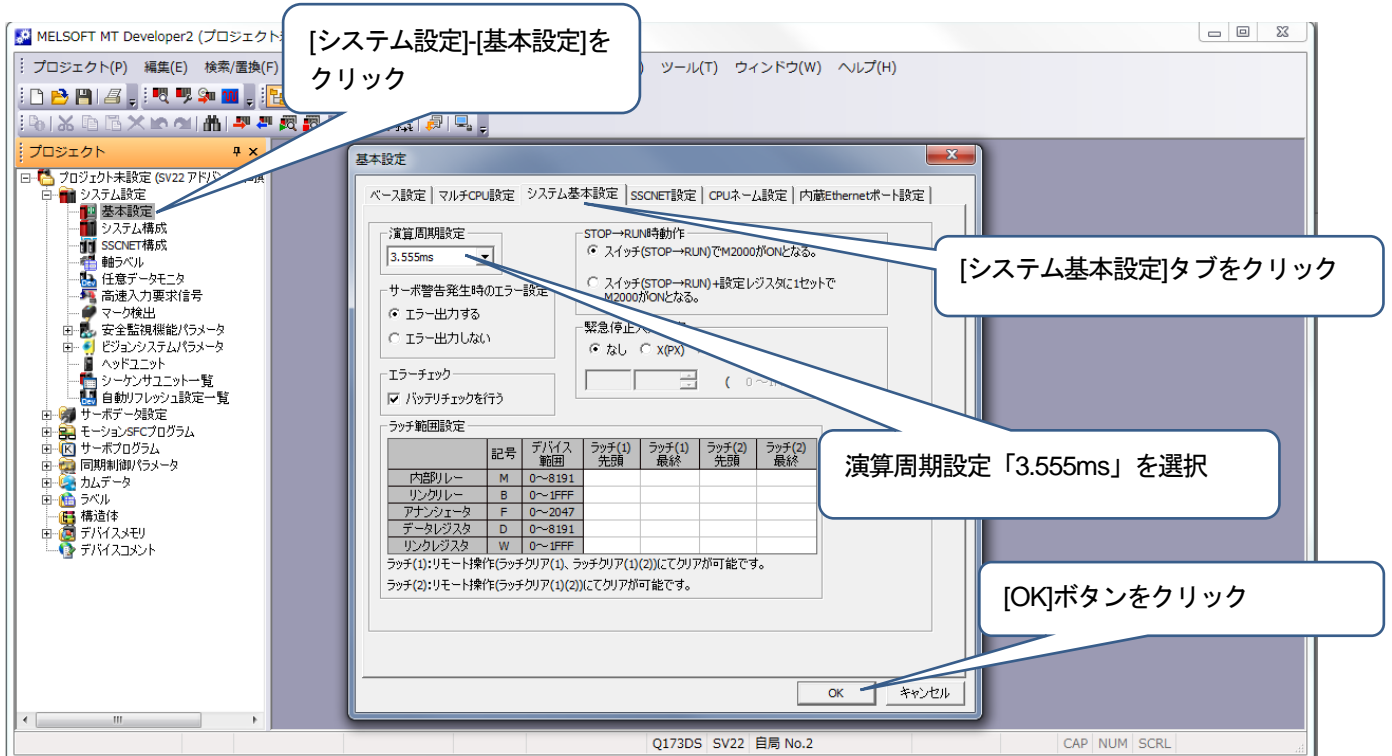 MELSOFT MT Developer2 (プロジェクト
[システム設定]-[基本設定]を
クリック
プロジェクト(P) 編集(E) 検索/置換(F)
ツール(T) ウィンドウ(W) ヘルプ(H)
プロジェクト
プロジェクト未設定 (SV22 アドバン
システム設定
基本設定
システム構成
SSCNET構成
軸ラベル
任意データモニタ
高速入力要求信号
マーク検出
安全監視機能パラメータ
ビジョンシステムパラメータ
ヘッドユニット
シーケンサユニット一覧
自動リフレッシュ設定一覧
サーボデータ設定
モーションSFCプログラム
サーボプログラム
同期制御パラメータ
カムデータ
ラベル
構造体
デバイスメモリ
デバイスコメント
基本設定
ベース設定 マルチCPU設定 システム基本設定 SSCNET設定 CPUネーム設定 内蔵Ethernetポート設定
演算周期設定
3.555ms
サーボ警告発生時のエラー設定
エラー出力する
エラー出力しない
エラーチェック
バッテリチェックを行う
STOP→RUN時動作
スイッチ(STOP→RUN)でM2000がONとなる。
スイッチ(STOP→RUN)+設定レジスタに1セットで
M2000がONとなる。
緊急停止
なし X(PX)
( 0～
ラッチ範囲設定
記号 デバイス範囲 ラッチ(1)先頭 ラッチ(1)最終 ラッチ(2)先頭 ラッチ(2)最終
内部リレー M 0～8191
リンクリレー B 0～1FFF
アナンシェータ F 0～2047
データレジスタ D 0～8191
リンクレジスタ W 0～1FFF
ラッチ(1):リモート操作(ラッチクリア(1)、ラッチクリア(1)(2))にてクリアが可能です。
ラッチ(2):リモート操作(ラッチクリア(1)(2))にてクリアが可能です。
OK キャンセル
[システム基本設定]タブをクリック
演算周期設定「3.555ms」を選択
[OK]ボタンをクリック
Q173DS SV22 自局 No.2 CAP NUM SCRL